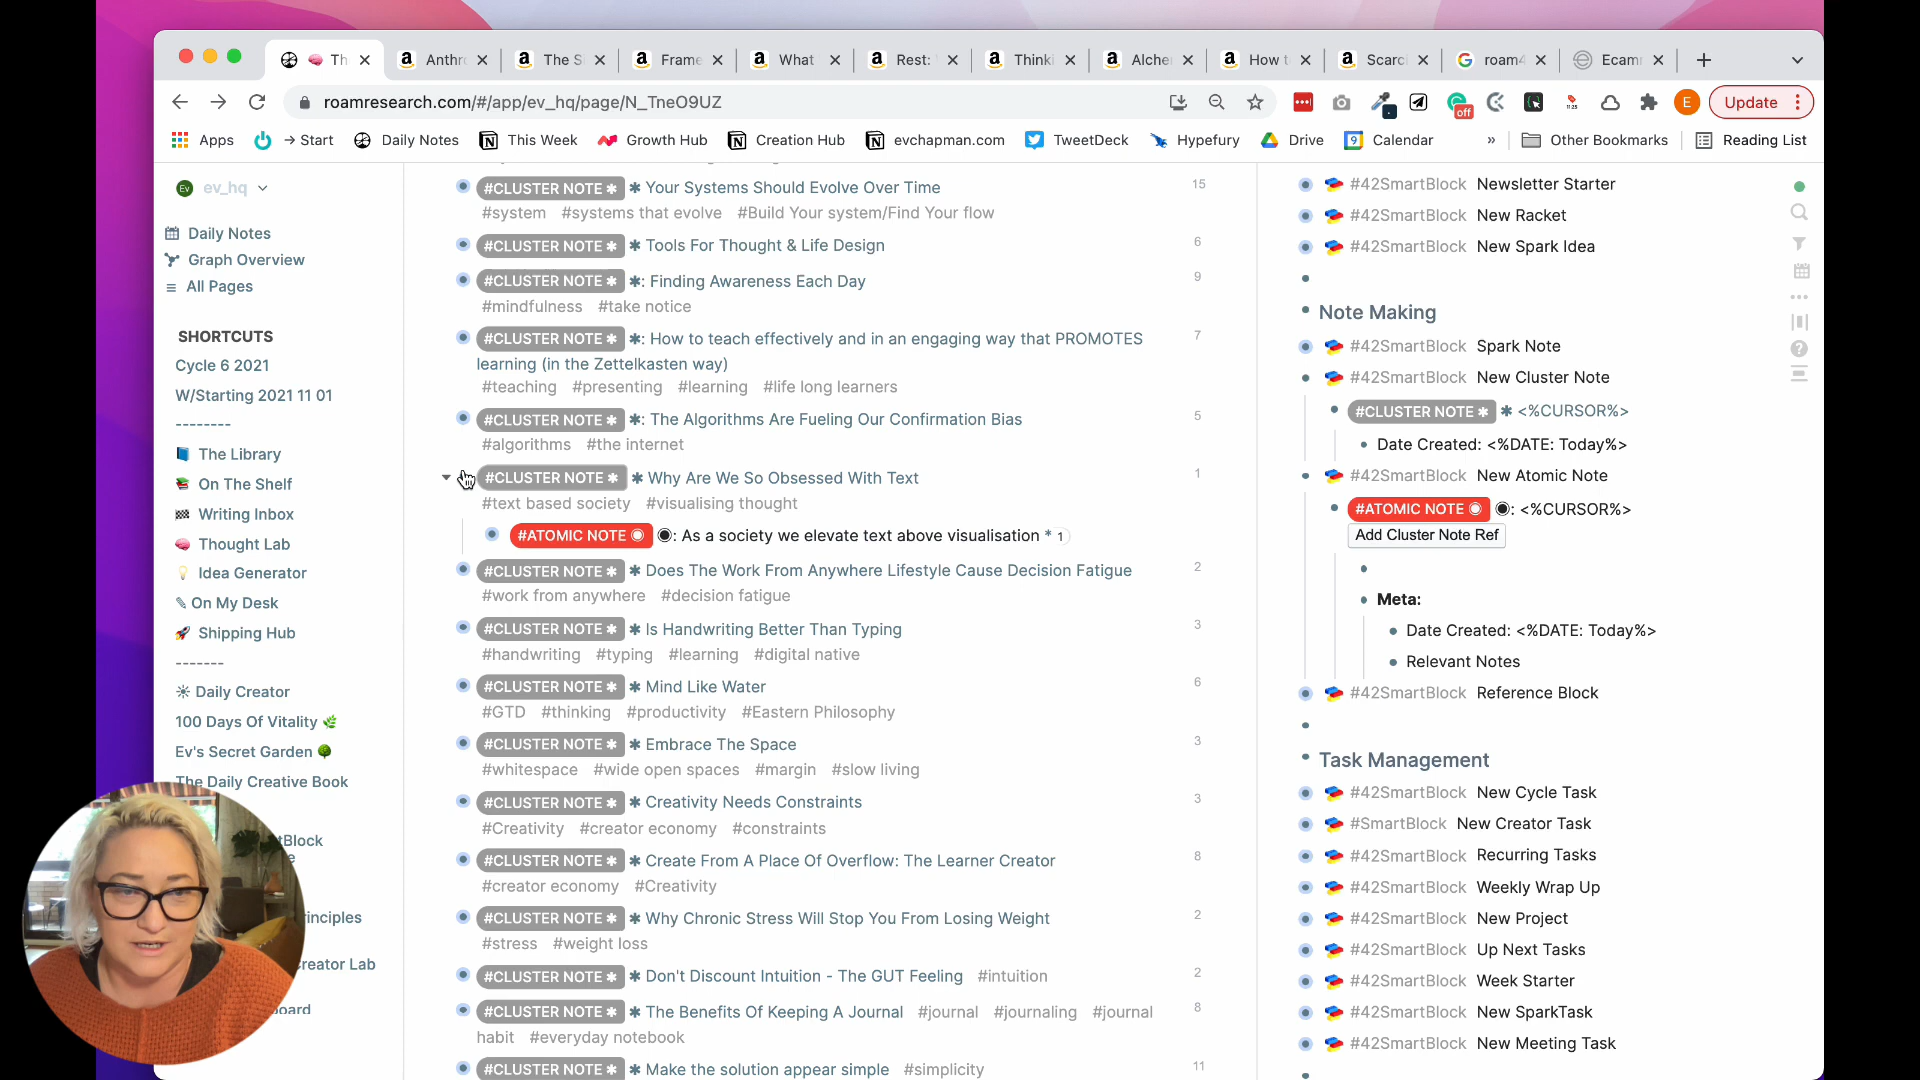 Th
Anthr
The S
Frame
What
Rest:
Thinki
Alche
How to
Scarci
roam4
Ecam
roamresearch.com/#/app/ev_hq/page/N_TneO9UZ
off
11:25
E
Update
Apps
→ Start
Daily Notes
This Week
Growth Hub
Creation Hub
evchapman.com
TweetDeck
Hypefury
Drive
9
Calendar
»
Other Bookmarks
Reading List
Ev
ev_hq
Daily Notes
Graph Overview
All Pages
SHORTCUTS
Cycle 6 2021
W/Starting 2021 11 01
--------
The Library
On The Shelf
Writing Inbox
Thought Lab
Idea Generator
On My Desk
Shipping Hub
-------
Daily Creator
100 Days Of Vitality
Ev's Secret Garden
The Daily Creative Book
tBlock
rinciples
reator Lab
oard
#CLUSTER NOTE ✱ ✱ Your Systems Should Evolve Over Time 15
#system #systems that evolve #Build Your system/Find Your flow
#CLUSTER NOTE ✱ ✱ Tools For Thought & Life Design 6
#CLUSTER NOTE ✱ ✱: Finding Awareness Each Day 9
#mindfulness #take notice
#CLUSTER NOTE ✱ ✱: How to teach effectively and in an engaging way that PROMOTES 7
learning (in the Zettelkasten way)
#teaching #presenting #learning #life long learners
#CLUSTER NOTE ✱ ✱: The Algorithms Are Fueling Our Confirmation Bias 5
#algorithms #the internet
#CLUSTER NOTE ✱ ✱ Why Are We So Obsessed With Text 1
#text based society #visualising thought
#ATOMIC NOTE ◉ ◉: As a society we elevate text above visualisation * 1
#CLUSTER NOTE ✱ ✱ Does The Work From Anywhere Lifestyle Cause Decision Fatigue 2
#work from anywhere #decision fatigue
#CLUSTER NOTE ✱ ✱ Is Handwriting Better Than Typing 3
#handwriting #typing #learning #digital native
#CLUSTER NOTE ✱ ✱ Mind Like Water 6
#GTD #thinking #productivity #Eastern Philosophy
#CLUSTER NOTE ✱ ✱ Embrace The Space 3
#whitespace #wide open spaces #margin #slow living
#CLUSTER NOTE ✱ ✱ Creativity Needs Constraints 3
#Creativity #creator economy #constraints
#CLUSTER NOTE ✱ ✱ Create From A Place Of Overflow: The Learner Creator 8
#creator economy #Creativity
#CLUSTER NOTE ✱ ✱ Why Chronic Stress Will Stop You From Losing Weight 2
#stress #weight loss
#CLUSTER NOTE ✱ ✱ Don't Discount Intuition - The GUT Feeling #intuition 2
#CLUSTER NOTE ✱ ✱ The Benefits Of Keeping A Journal #journal #journaling #journal 8
habit #everyday notebook
#CLUSTER NOTE ✱ ✱ Make the solution appear simple #simplicity 11
#42SmartBlock Newsletter Starter
#42SmartBlock New Racket
#42SmartBlock New Spark Idea
Note Making
#42SmartBlock Spark Note
#42SmartBlock New Cluster Note
#CLUSTER NOTE ✱ ✱ <%CURSOR%>
Date Created: <%DATE: Today%>
#42SmartBlock New Atomic Note
#ATOMIC NOTE ◉ ◉: <%CURSOR%>
Add Cluster Note Ref
Meta:
Date Created: <%DATE: Today%>
Relevant Notes
#42SmartBlock Reference Block
Task Management
#42SmartBlock New Cycle Task
#SmartBlock New Creator Task
#42SmartBlock Recurring Tasks
#42SmartBlock Weekly Wrap Up
#42SmartBlock New Project
#42SmartBlock Up Next Tasks
#42SmartBlock Week Starter
#42SmartBlock New SparkTask
#42SmartBlock New Meeting Task